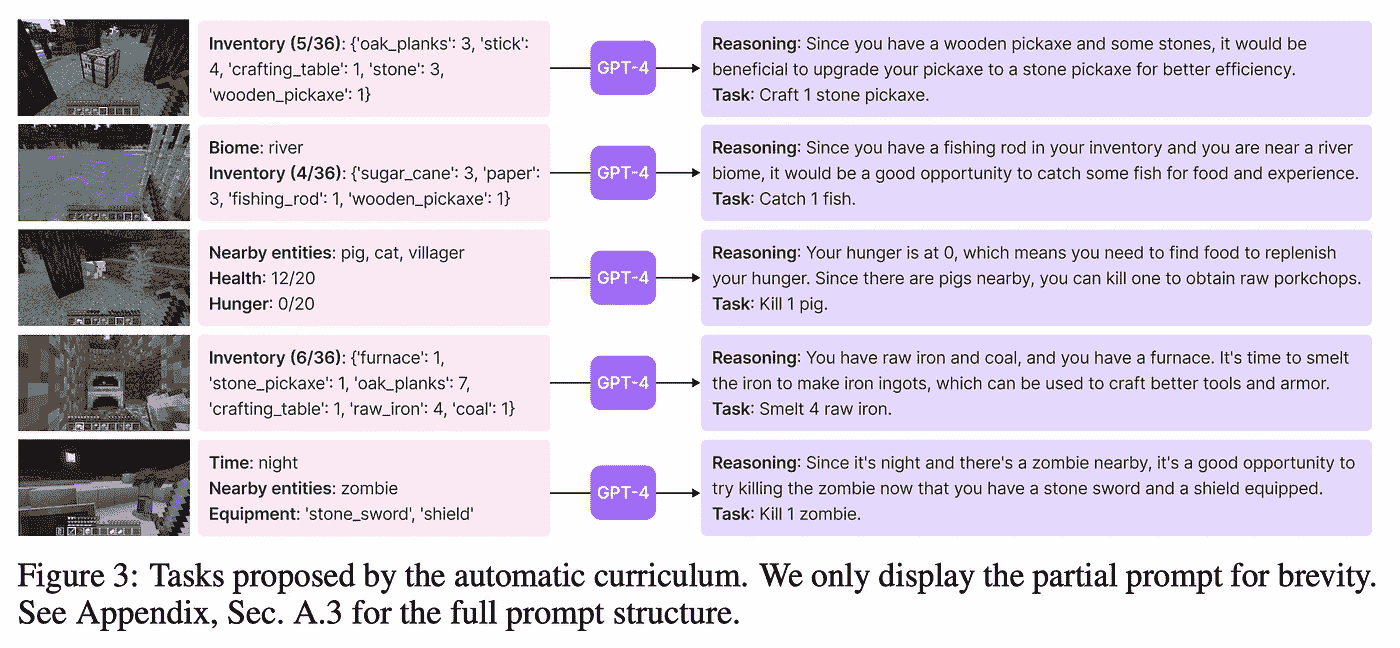 Inventory (5/36): {'oak_planks': 3, 'stick':
4, 'crafting_table': 1, 'stone': 3,
'wooden_pickaxe': 1}
GPT-4
Reasoning: Since you have a wooden pickaxe and some stones, it would be
beneficial to upgrade your pickaxe to a stone pickaxe for better efficiency.
Task: Craft 1 stone pickaxe.
Biome: river
Inventory (4/36): {'sugar_cane': 3, 'paper':
3, 'fishing_rod': 1, 'wooden_pickaxe': 1}
GPT-4
Reasoning: Since you have a fishing rod in your inventory and you are near a river
biome, it would be a good opportunity to catch some fish for food and experience.
Task: Catch 1 fish.
Nearby entities: pig, cat, villager
Health: 12/20
Hunger: 0/20
GPT-4
Reasoning: Your hunger is at 0, which means you need to find food to replenish
your hunger. Since there are pigs nearby, you can kill one to obtain raw porkchops.
Task: Kill 1 pig.
Inventory (6/36): {'furnace': 1,
'stone_pickaxe': 1, 'oak_planks': 7,
'crafting_table': 1, 'raw_iron': 4, 'coal': 1}
GPT-4
Reasoning: You have raw iron and coal, and you have a furnace. It's time to smelt
the iron to make iron ingots, which can be used to craft better tools and armor.
Task: Smelt 4 raw iron.
Time: night
Nearby entities: zombie
Equipment: 'stone_sword', 'shield'
GPT-4
Reasoning: Since it's night and there's a zombie nearby, it's a good opportunity to
try killing the zombie now that you have a stone sword and a shield equipped.
Task: Kill 1 zombie.
Figure 3: Tasks proposed by the automatic curriculum. We only display the partial prompt for brevity.
See Appendix, Sec. A.3 for the full prompt structure.